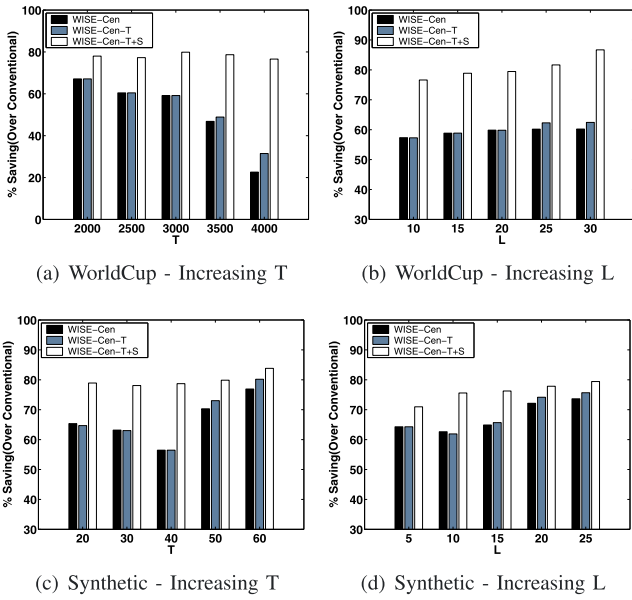 100
80
60
40
20
0
% Saving(Over Conventional)
WISE-Cen
WISE-Cen-T
WISE-Cen-T+S
2000 2500 3000 3500 4000
T
(a) WorldCup - Increasing T
100
90
80
70
60
50
40
30
% Saving(Over Conventional)
WISE-Cen
WISE-Cen-T
WISE-Cen-T+S
10 15 20 25 30
L
(b) WorldCup - Increasing L
100
90
80
70
60
50
40
30
% Saving(Over Conventional)
WISE-Cen
WISE-Cen-T
WISE-Cen-T+S
20 30 40 50 60
T
(c) Synthetic - Increasing T
100
90
80
70
60
50
40
30
% Saving(Over Conventional)
WISE-Cen
WISE-Cen-T
WISE-Cen-T+S
5 10 15 20 25
L
(d) Synthetic - Increasing L